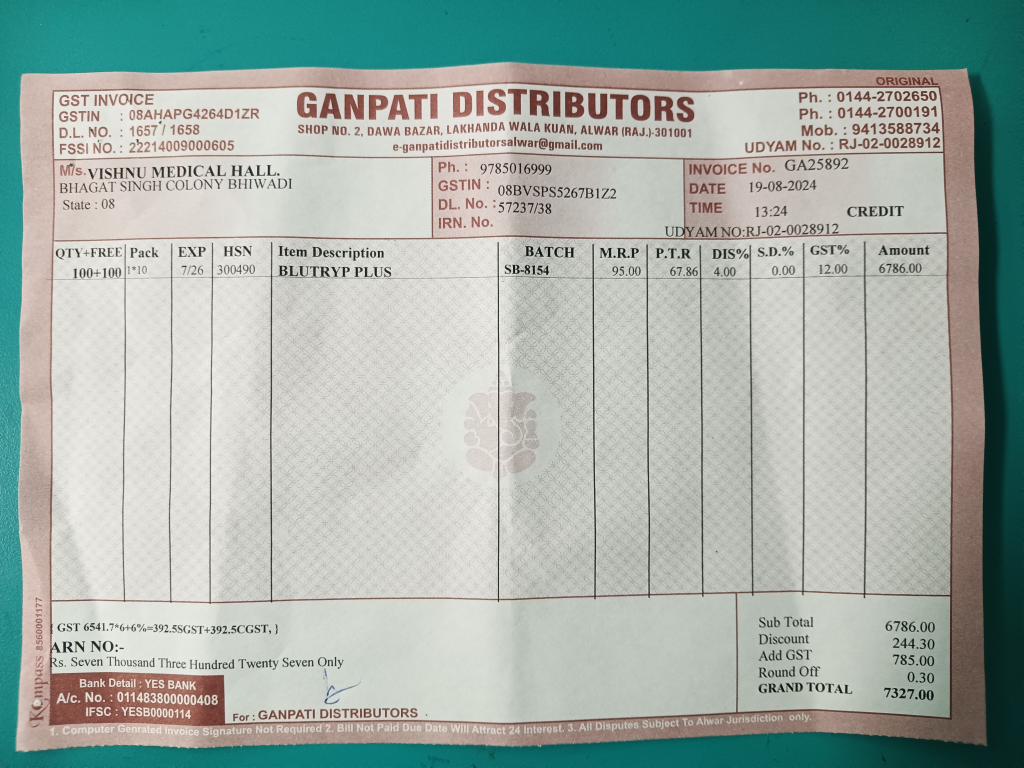 ORIGINAL
GST INVOICE
GSTIN : 08AHAPG4264D1ZR
D.L. NO. : 1657 / 1658
FSSI NO. : 22214009000605
GANPATI DISTRIBUTORS
SHOP NO. 2, DAWA BAZAR, LAKHANDA WALA KUAN, ALWAR (RAJ.)-301001
e-ganpatidistributorsalwar@gmail.com
Ph. : 0144-2702650
Ph. : 0144-2700191
Mob. : 9413588734
UDYAM No. : RJ-02-0028912
M/s. VISHNU MEDICAL HALL.
BHAGAT SINGH COLONY BHIWADI
State : 08
Ph. : 9785016999
GSTIN : 08BVSPS5267B1Z2
DL. No. : 57237/38
IRN. No.
INVOICE No. GA25892
DATE 19-08-2024
TIME 13:24 CREDIT
UDYAM NO:RJ-02-0028912
QTY+FREE Pack EXP HSN Item Description BATCH M.R.P P.T.R DIS% S.D.% GST% Amount
100+100 1*10 7/26 300490 BLUTRYP PLUS SB-8154 95.00 67.86 4.00 0.00 12.00 6786.00
{ GST 6541.7*6+6%=392.5SGST+392.5CGST, }
ARN NO:-
Rs. Seven Thousand Three Hundred Twenty Seven Only
Bank Detail : YES BANK
A/c. No. : 011483800000408
IFSC : YESB0000114
For : GANPATI DISTRIBUTORS
Sub Total 6786.00
Discount 244.30
Add GST 785.00
Round Off 0.30
GRAND TOTAL 7327.00
1. Computer Genrated Invoice Signature Not Required 2. Bill Not Paid Due Date Will Attract 24 Interest. 3. All Disputes Subject To Alwar Jurisdiction only.
Kompass 8560001177